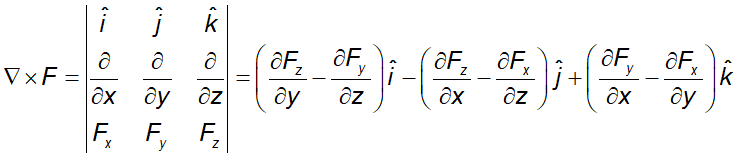 ∇ × F = | î ĵ k̂ ; ∂/∂x ∂/∂y ∂/∂z ; F_x F_y F_z | = (∂F_z/∂y − ∂F_y/∂z) î − (∂F_z/∂x − ∂F_x/∂z) ĵ + (∂F_y/∂x − ∂F_x/∂y) k̂